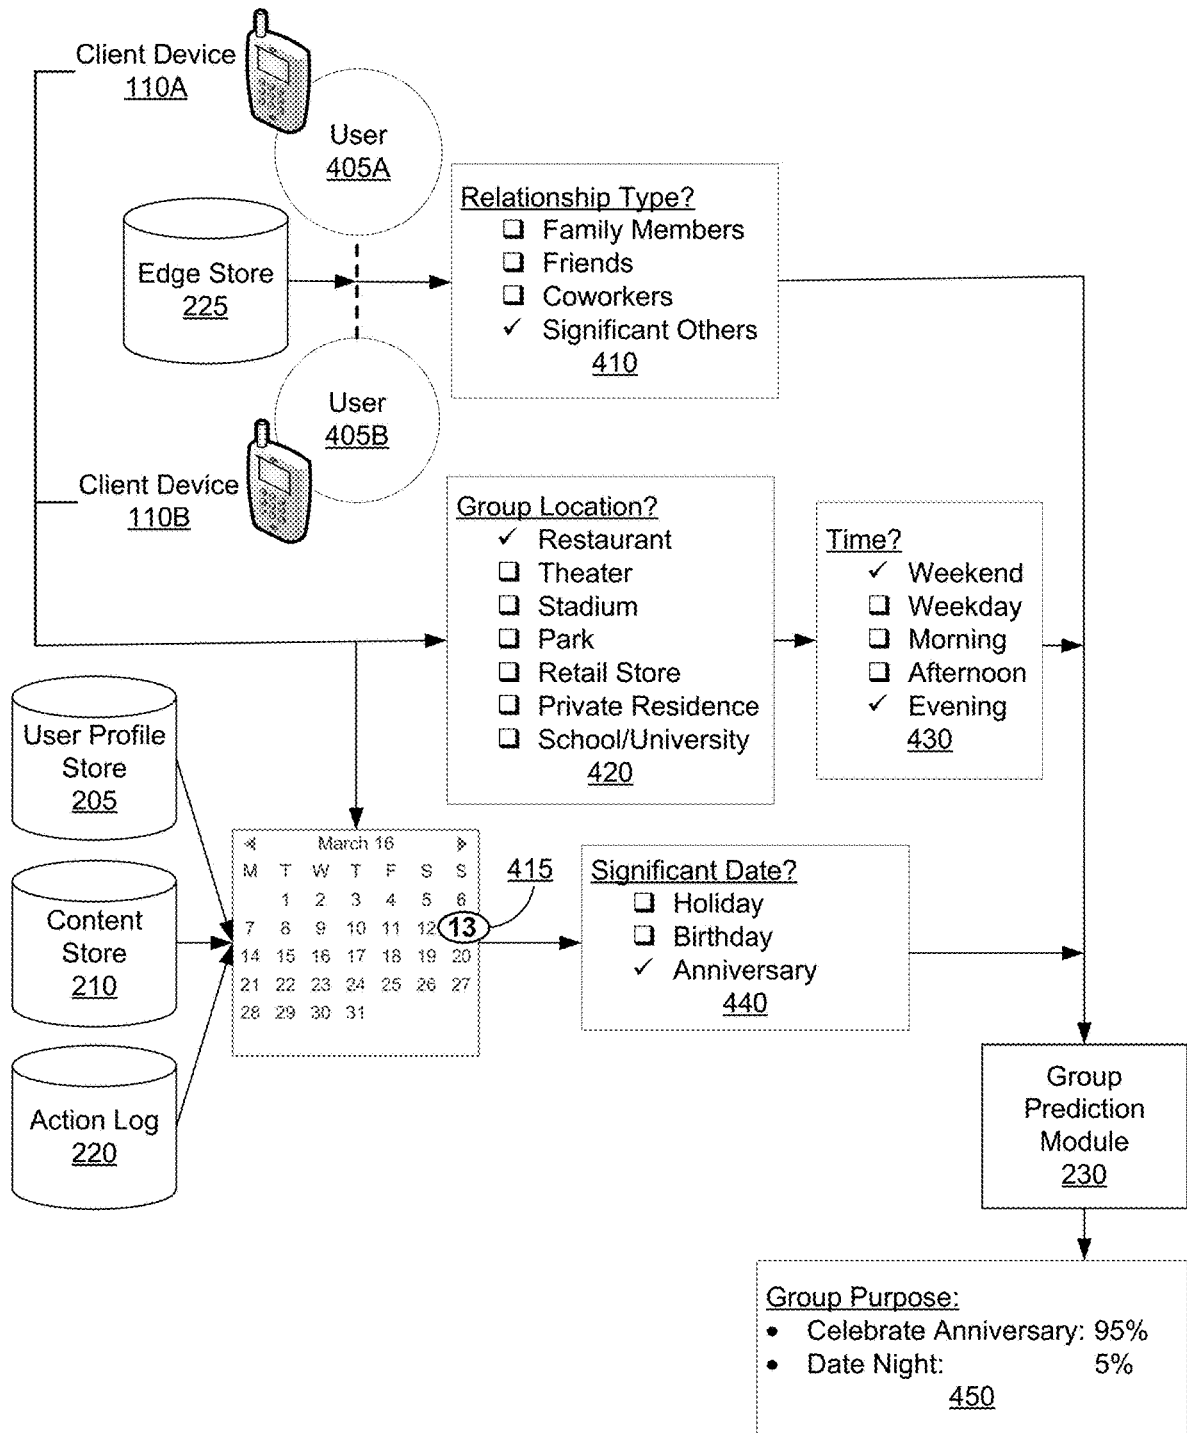 Client Device
110A
User
405A
Edge Store
225
Relationship Type?
Family Members
Friends
Coworkers
Significant Others
410
User
405B
Client Device
110B
Group Location?
Restaurant
Theater
Stadium
Park
Retail Store
Private Residence
School/University
420
Time?
Weekend
Weekday
Morning
Afternoon
Evening
430
User Profile
Store
205
Content
Store
210
Action Log
220
March 16
M T W T F S S
1 2 3 4 5 6
7 8 9 10 11 12 13
14 15 16 17 18 19 20
21 22 23 24 25 26 27
28 29 30 31
415
Significant Date?
Holiday
Birthday
Anniversary
440
Group
Prediction
Module
230
Group Purpose:
• Celebrate Anniversary: 95%
• Date Night: 5%
450